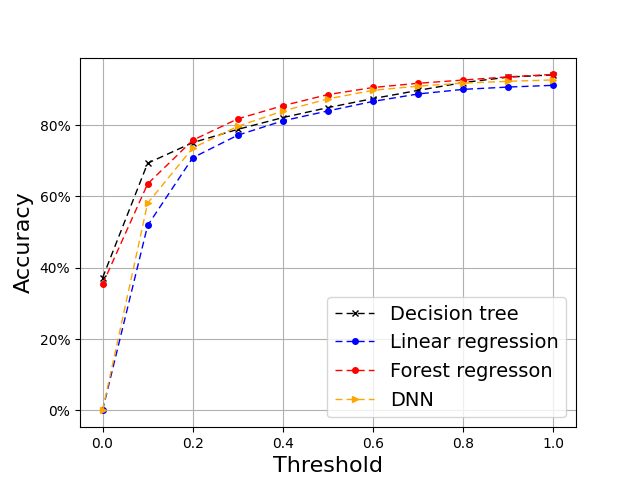 80%
60%
40%
20%
0%
Accuracy
Decision tree
Linear regression
Forest regresson
DNN
0.0 0.2 0.4 0.6 0.8 1.0
Threshold